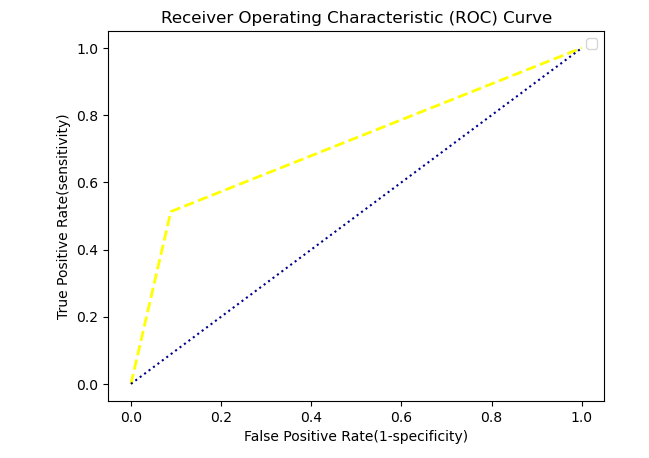 Receiver Operating Characteristic (ROC) Curve
1.0
0.8
0.6
0.4
0.2
0.0
True Positive Rate(sensitivity)
0.0 0.2 0.4 0.6 0.8 1.0
False Positive Rate(1-specificity)